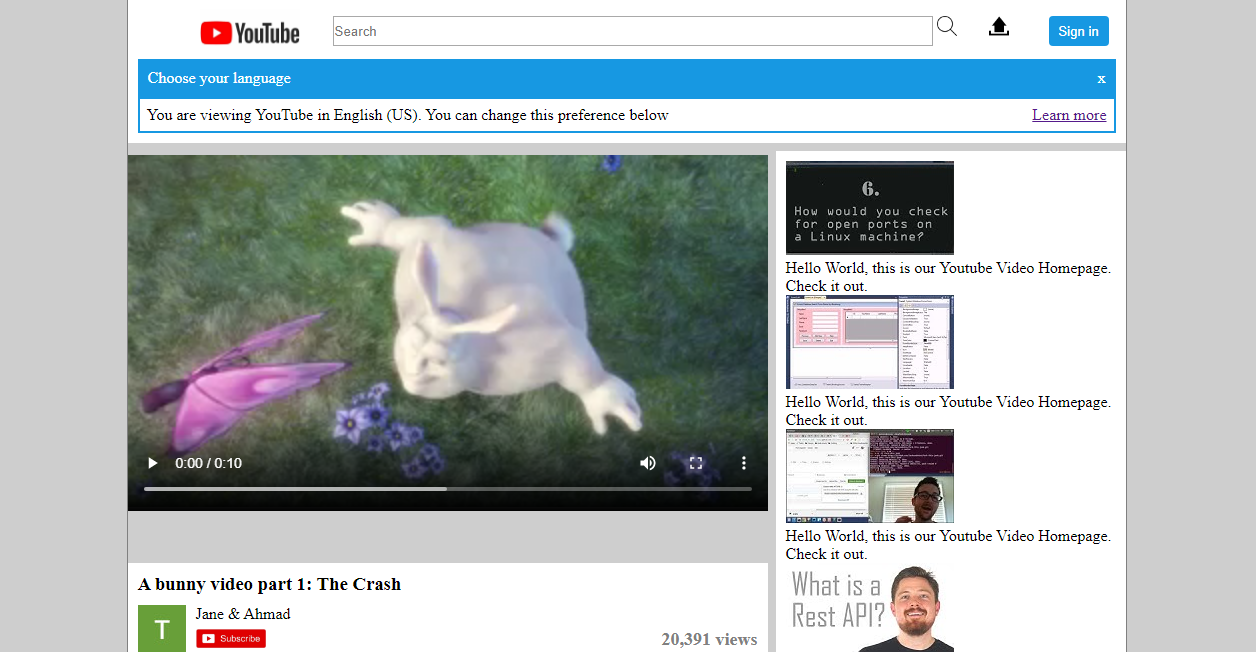 YouTube
Search
Sign in
Choose your language
x
You are viewing YouTube in English (US). You can change this preference below
Learn more
0:00 / 0:10
A bunny video part 1: The Crash
T
Jane & Ahmad
Subscribe
20,391 views
6.
How would you check
for open ports on
a Linux machine?
Hello World, this is our Youtube Video Homepage.
Check it out.
Hello World, this is our Youtube Video Homepage.
Check it out.
Hello World, this is our Youtube Video Homepage.
Check it out.
What is a
Rest API?